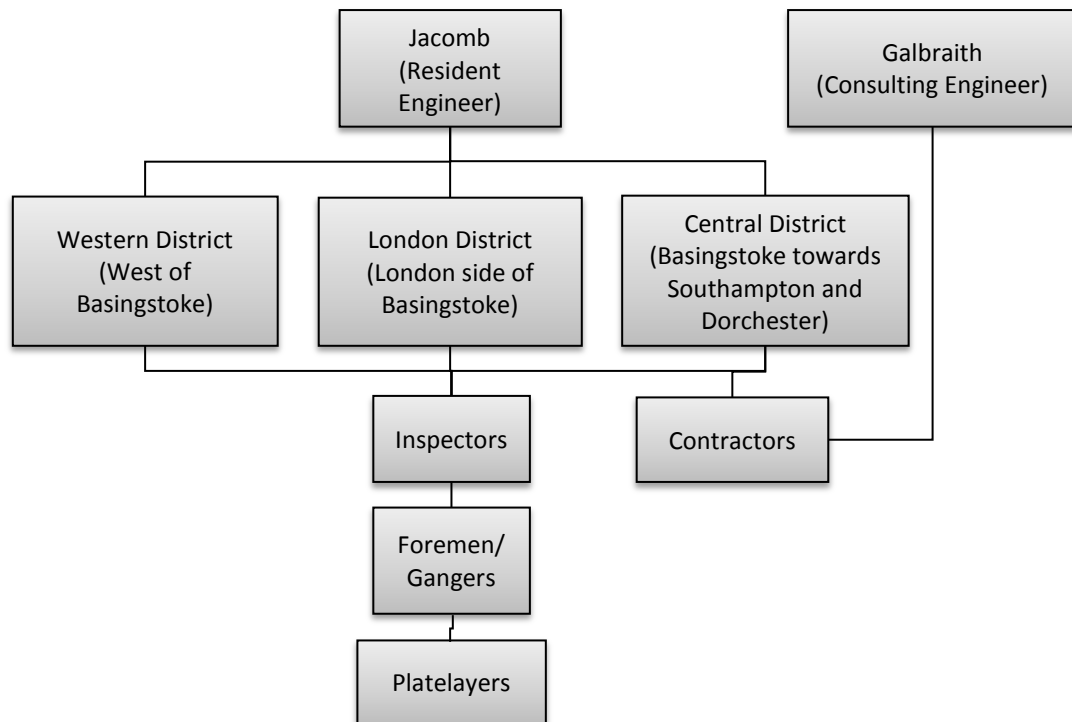 Jacomb
(Resident
Engineer)
Galbraith
(Consulting Engineer)
Western District
(West of
Basingstoke)
London District
(London side of
Basingstoke)
Central District
(Basingstoke towards
Southampton and
Dorchester)
Inspectors
Contractors
Foremen/
Gangers
Platelayers